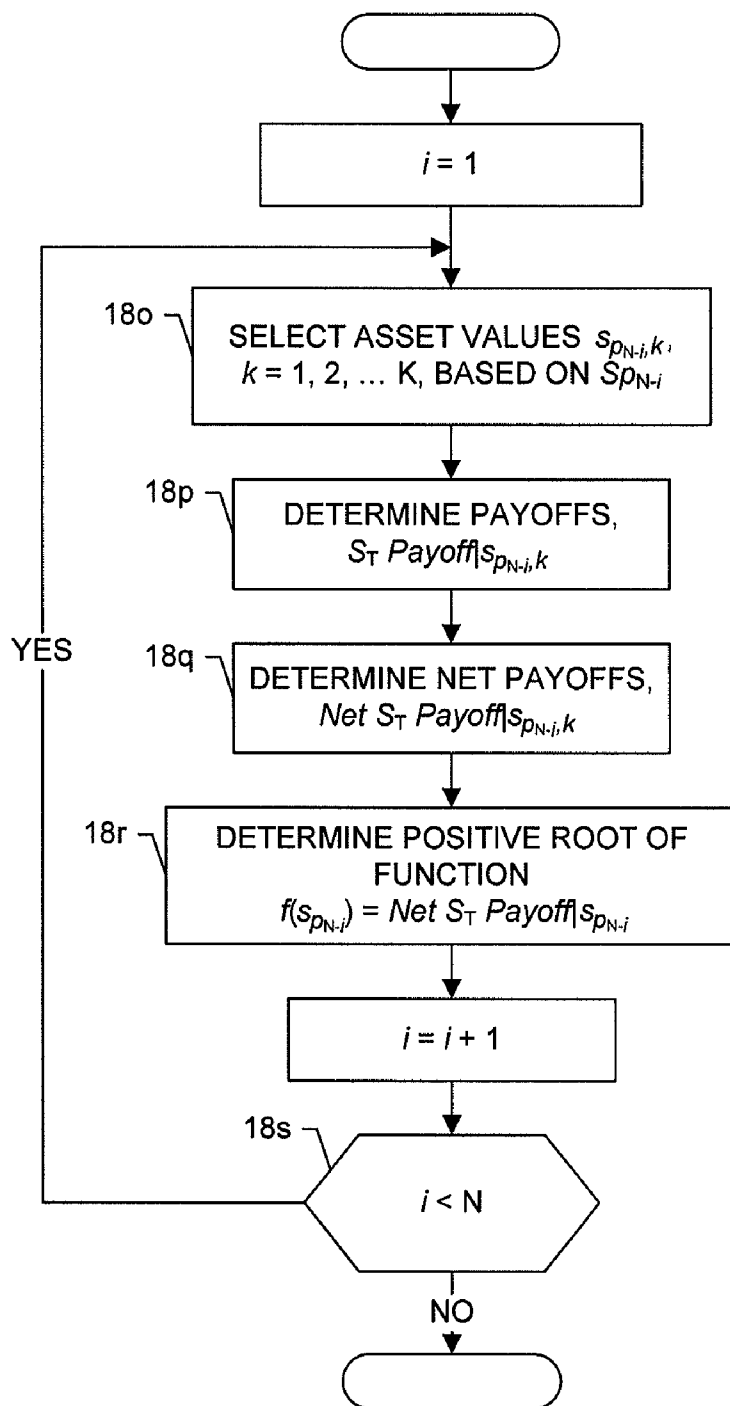 i = 1
18o
SELECT ASSET VALUES s_{p_{N-i},k},
k = 1, 2, ... K, BASED ON Sp_{N-i}
18p
DETERMINE PAYOFFS,
S_T Payoff|s_{p_{N-i},k}
YES
18q
DETERMINE NET PAYOFFS,
Net S_T Payoff|s_{p_{N-i},k}
18r
DETERMINE POSITIVE ROOT OF
FUNCTION
f(s_{p_{N-i}}) = Net S_T Payoff|s_{p_{N-i}}
i = i + 1
18s
i < N
NO